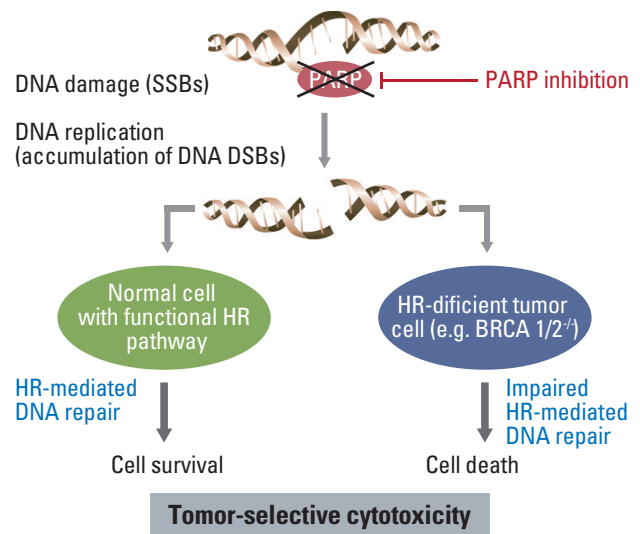 DNA damage (SSBs)
PARP
PARP inhibition
DNA replication
(accumulation of DNA DSBs)
Normal cell
with functional HR
pathway
HR-dificient tumor
cell (e.g. BRCA 1/2-/-)
HR-mediated
DNA repair
Impaired
HR-mediated
DNA repair
Cell survival
Cell death
Tomor-selective cytotoxicity